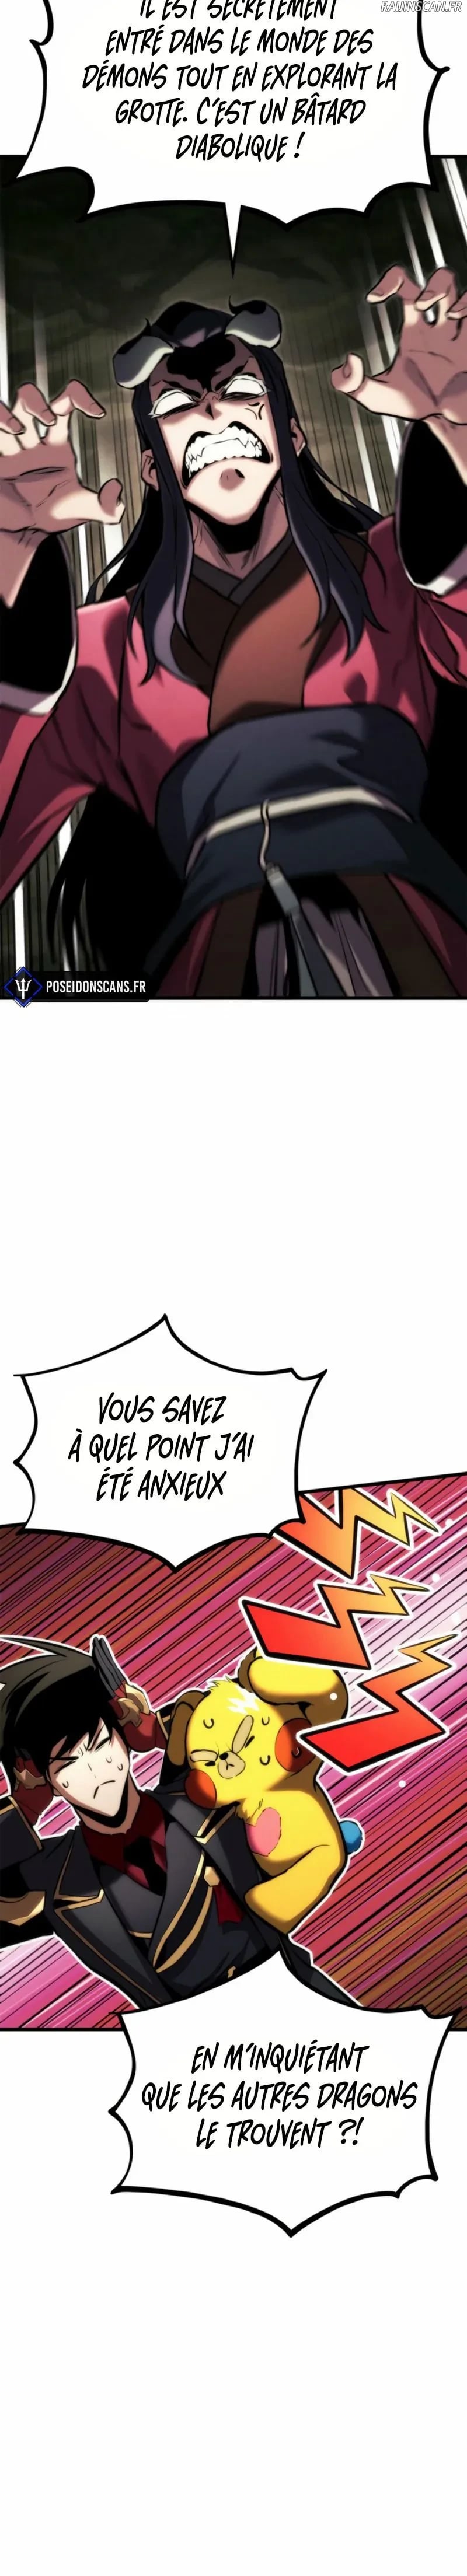 RAIJINSCAN.FR
IL EST SECRÈTEMENT
ENTRÉ DANS LE MONDE DES
DÉMONS TOUT EN EXPLORANT LA
GROTTE. C'EST UN BÂTARD
DIABOLIQUE !
POSEIDONSCANS.FR
VOUS SAVEZ
À QUEL POINT J'AI
ÉTÉ ANXIEUX
EN M'INQUIÉTANT
QUE LES AUTRES DRAGONS
LE TROUVENT ?!